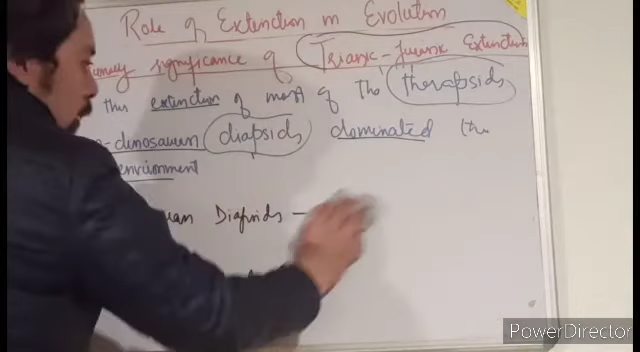 Role of Extinction in Evolution
significance of Triassic-Jurassic Extinction
this extinction of most of the therapsids
-dinosaurian diapsids dominated the
environment
Diapsids -
PowerDirector